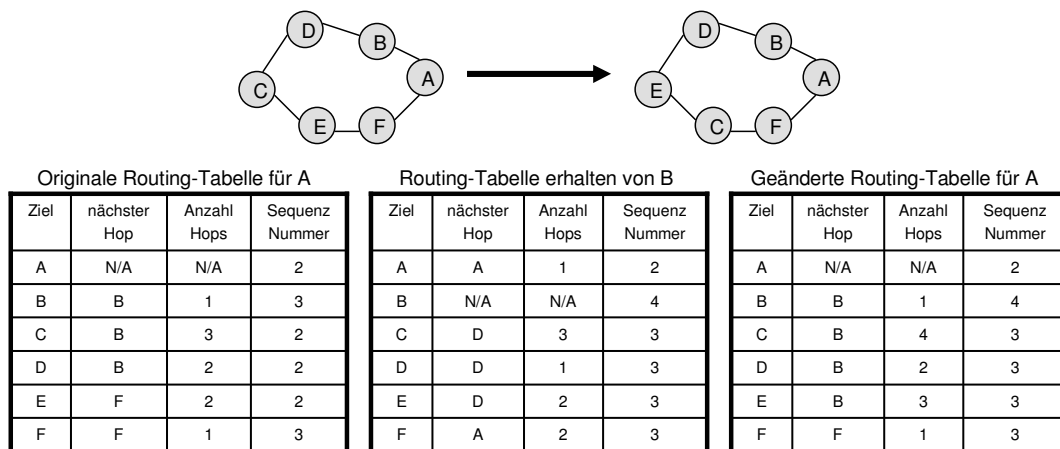 D
B
A
C
E
F
D
B
A
E
C
F
Originale Routing-Tabelle für A
Ziel nächster Hop Anzahl Hops Sequenz Nummer
A N/A N/A 2
B B 1 3
C B 3 2
D B 2 2
E F 2 2
F F 1 3
Routing-Tabelle erhalten von B
Ziel nächster Hop Anzahl Hops Sequenz Nummer
A A 1 2
B N/A N/A 4
C D 3 3
D D 1 3
E D 2 3
F A 2 3
Geänderte Routing-Tabelle für A
Ziel nächster Hop Anzahl Hops Sequenz Nummer
A N/A N/A 2
B B 1 4
C B 4 3
D B 2 3
E B 3 3
F F 1 3